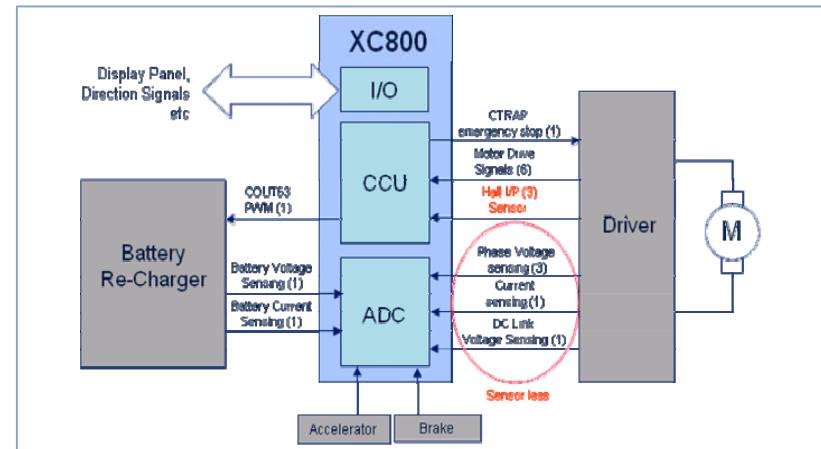 XC800
Display Panel,
Direction Signals
etc
I/O
CTRAP
emergency stop (1)
Motor Drive
Signals (6)
CCU
Hall I/P (3)
Sensor
COUT63
PWM (1)
Battery
Re-Charger
Driver
M
Phase Voltage
sensing (3)
Current
sensing (1)
DC Link
Voltage Sensing (1)
Battery Voltage
Sensing (1)
Battery Current
Sensing (1)
ADC
Sensor less
Accelerator
Brake